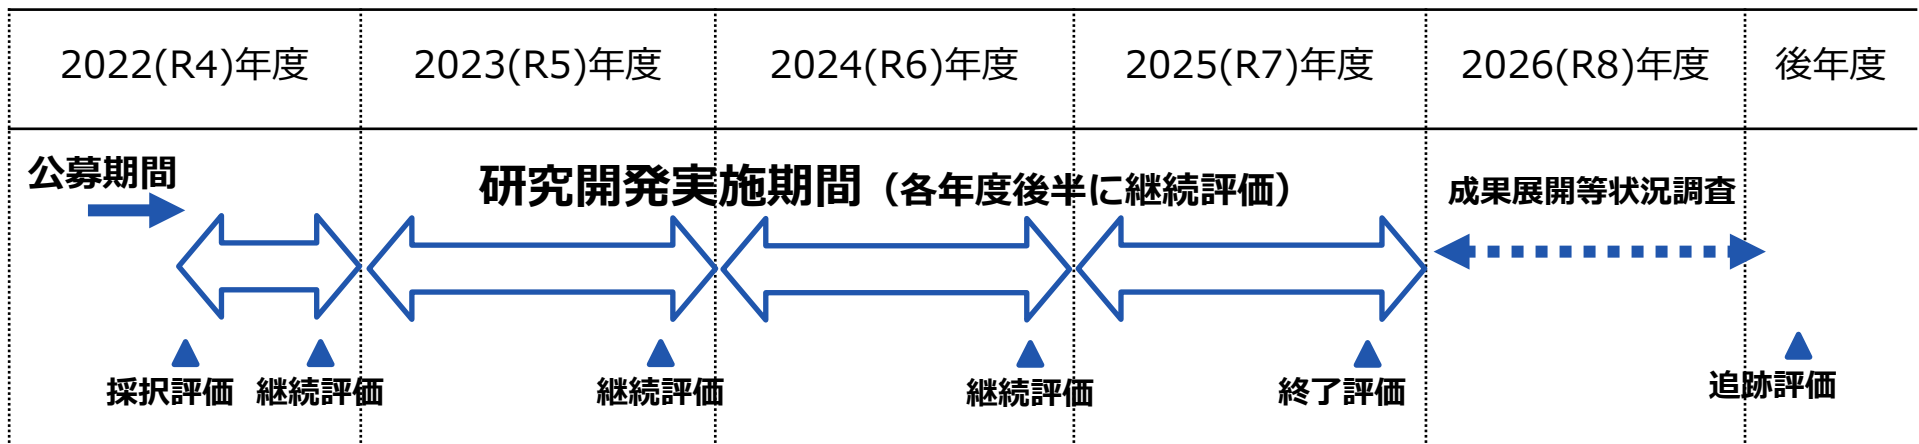 2022(R4)年度 2023(R5)年度 2024(R6)年度 2025(R7)年度 2026(R8)年度 後年度
公募期間
研究開発実施期間（各年度後半に継続評価）
成果展開等状況調査
採択評価 継続評価 継続評価 継続評価 終了評価 追跡評価